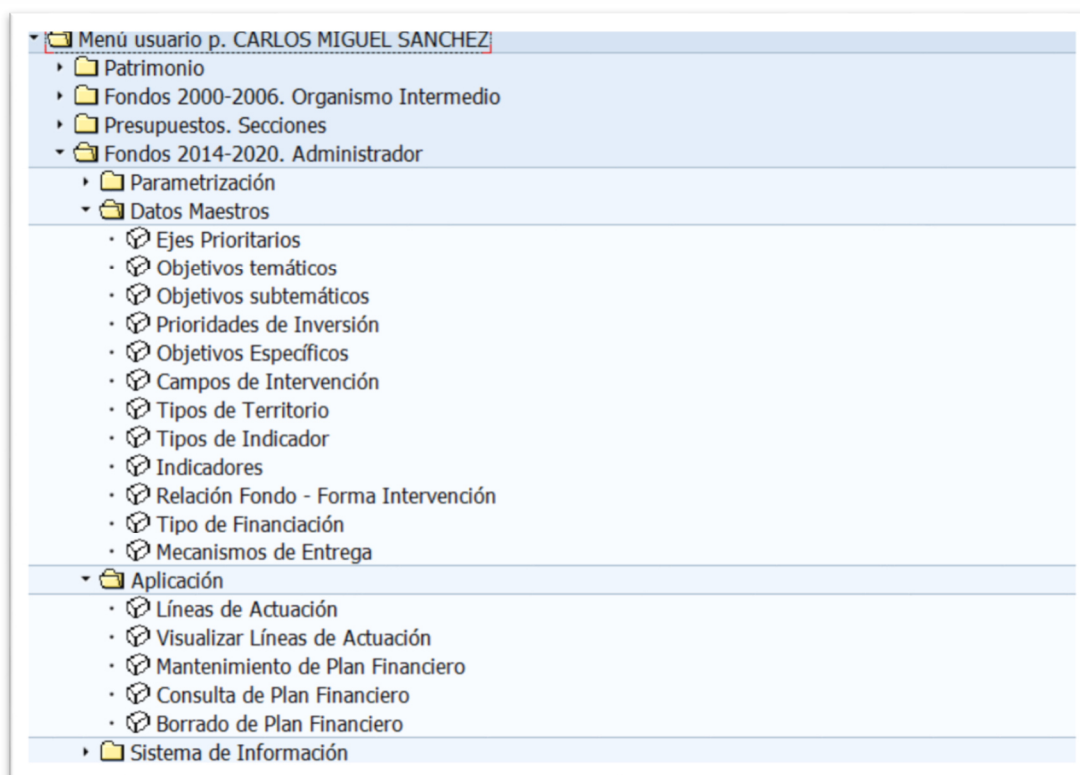 Menú usuario p. CARLOS MIGUEL SANCHEZ
Patrimonio
Fondos 2000-2006. Organismo Intermedio
Presupuestos. Secciones
Fondos 2014-2020. Administrador
Parametrización
Datos Maestros
Ejes Prioritarios
Objetivos temáticos
Objetivos subtemáticos
Prioridades de Inversión
Objetivos Específicos
Campos de Intervención
Tipos de Territorio
Tipos de Indicador
Indicadores
Relación Fondo - Forma Intervención
Tipo de Financiación
Mecanismos de Entrega
Aplicación
Líneas de Actuación
Visualizar Líneas de Actuación
Mantenimiento de Plan Financiero
Consulta de Plan Financiero
Borrado de Plan Financiero
Sistema de Información